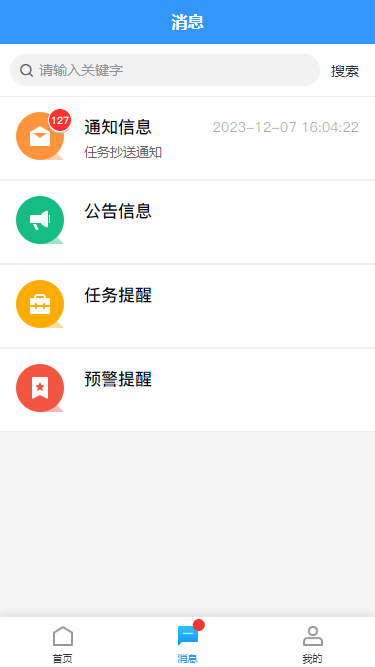 消息
请输入关键字 搜索
127
通知信息 2023-12-07 16:04:22
任务抄送通知
公告信息
任务提醒
预警提醒
首页 消息 我的